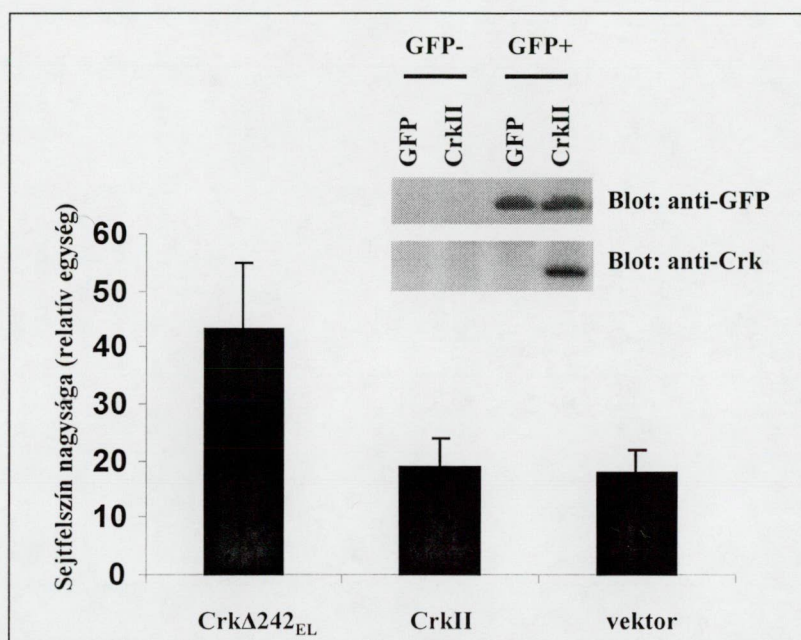 GFP- GFP+
GFP CrkII GFP CrkII
Blot: anti-GFP
Blot: anti-Crk
Sejtfelszín nagysága (relatív egység)
60
50
40
30
20
10
0
CrkΔ242EL CrkII vektor